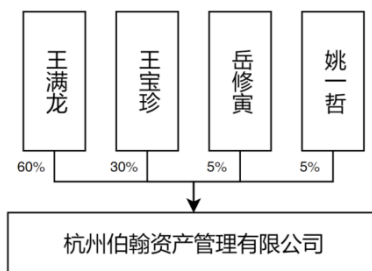 王满龙
王宝珍
岳修寅
姚一哲
60%
30%
5%
5%
杭州伯翰资产管理有限公司